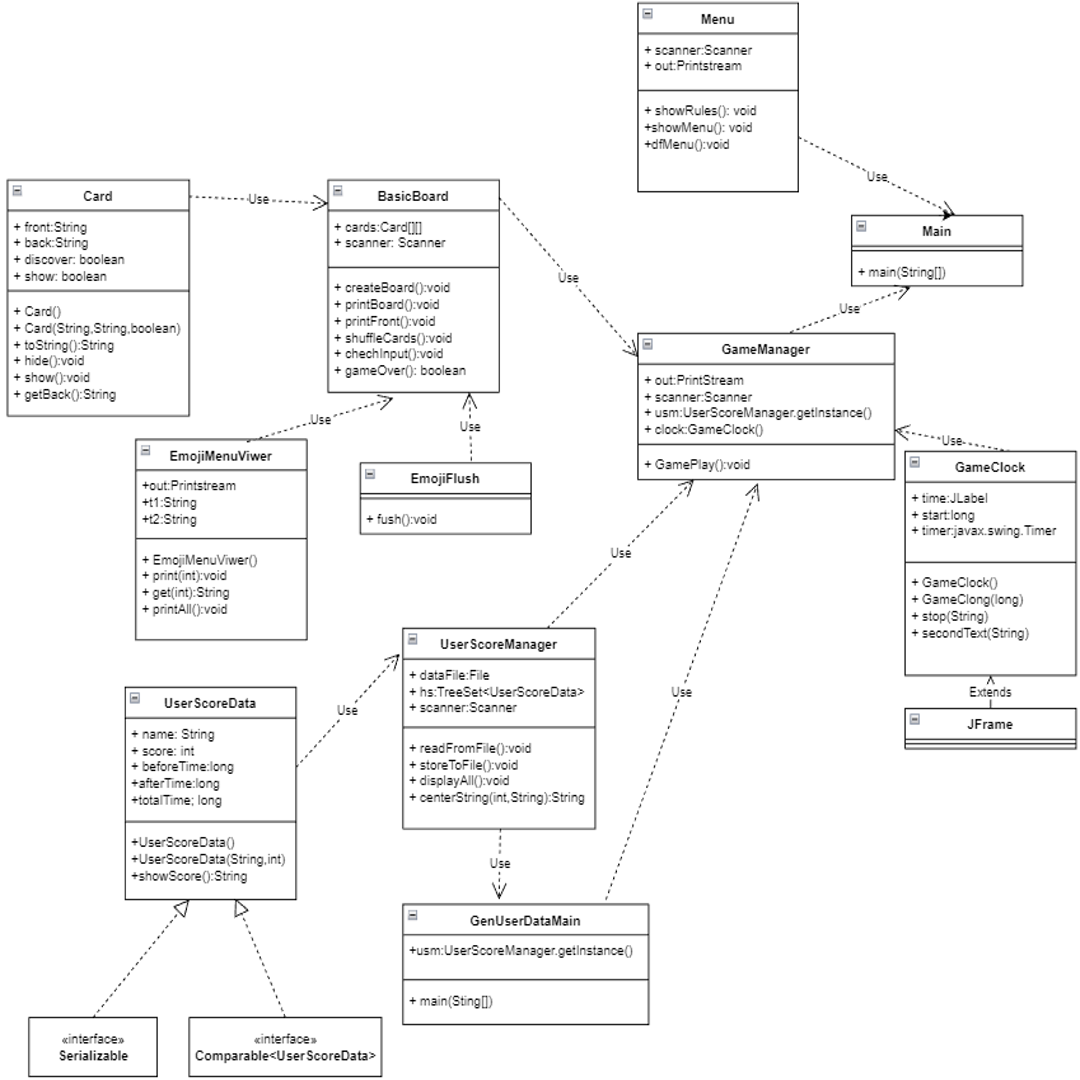 Menu
+ scanner:Scanner
+ out:Printstream
+ showRules(): void
+showMenu(): void
+dfMenu():void
Use
Main
+ main(String[])
Use
Card
+ front:String
+ back:String
+ discover: boolean
+ show: boolean
+ Card()
+ Card(String,String,boolean)
+ toString():String
+ hide():void
+ show():void
+ getBack():String
Use
BasicBoard
+ cards:Card[][]
+ scanner: Scanner
+ createBoard():void
+ printBoard():void
+ printFront():void
+ shuffleCards():void
+ chechInput():void
+ gameOver(): boolean
Use
GameManager
+ out:PrintStream
+ scanner:Scanner
+ usm:UserScoreManager.getInstance()
+ clock:GameClock()
+ GamePlay():void
Use
Use
EmojiMenuViwer
+out:Printstream
+t1:String
+t2:String
+ EmojiMenuViwer()
+ print(int):void
+ get(int):String
+ printAll():void
EmojiFlush
+ fush():void
Use
GameClock
+ time:JLabel
+ start:long
+ timer:javax.swing.Timer
+ GameClock()
+ GameClong(long)
+ stop(String)
+ secondText(String)
Extends
JFrame
Use
Use
UserScoreManager
+ dataFile:File
+ hs:TreeSet<UserScoreData>
+ scanner:Scanner
+ readFromFile():void
+ storeToFile():void
+ displayAll():void
+ centerString(int,String):String
Use
UserScoreData
+ name: String
+ score: int
+ beforeTime:long
+afterTime:long
+totalTime; long
+UserScoreData()
+UserScoreData(String,int)
+showScore():String
Use
GenUserDataMain
+usm:UserScoreManager.getInstance()
+ main(Sting[])
«interface»
Serializable
«interface»
Comparable<UserScoreData>